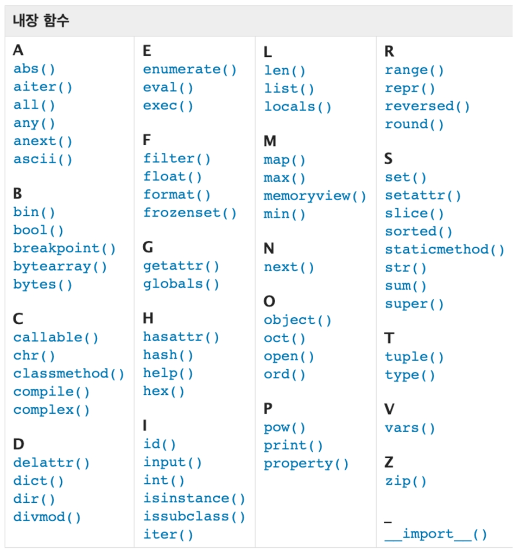 내장 함수
A
abs()
aiter()
all()
any()
anext()
ascii()
B
bin()
bool()
breakpoint()
bytearray()
bytes()
C
callable()
chr()
classmethod()
compile()
complex()
D
delattr()
dict()
dir()
divmod()
E
enumerate()
eval()
exec()
F
filter()
float()
format()
frozenset()
G
getattr()
globals()
H
hasattr()
hash()
help()
hex()
I
id()
input()
int()
isinstance()
issubclass()
iter()
L
len()
list()
locals()
M
map()
max()
memoryview()
min()
N
next()
O
object()
oct()
open()
ord()
P
pow()
print()
property()
R
range()
repr()
reversed()
round()
S
set()
setattr()
slice()
sorted()
staticmethod()
str()
sum()
super()
T
tuple()
type()
V
vars()
Z
zip()
_
__import__()